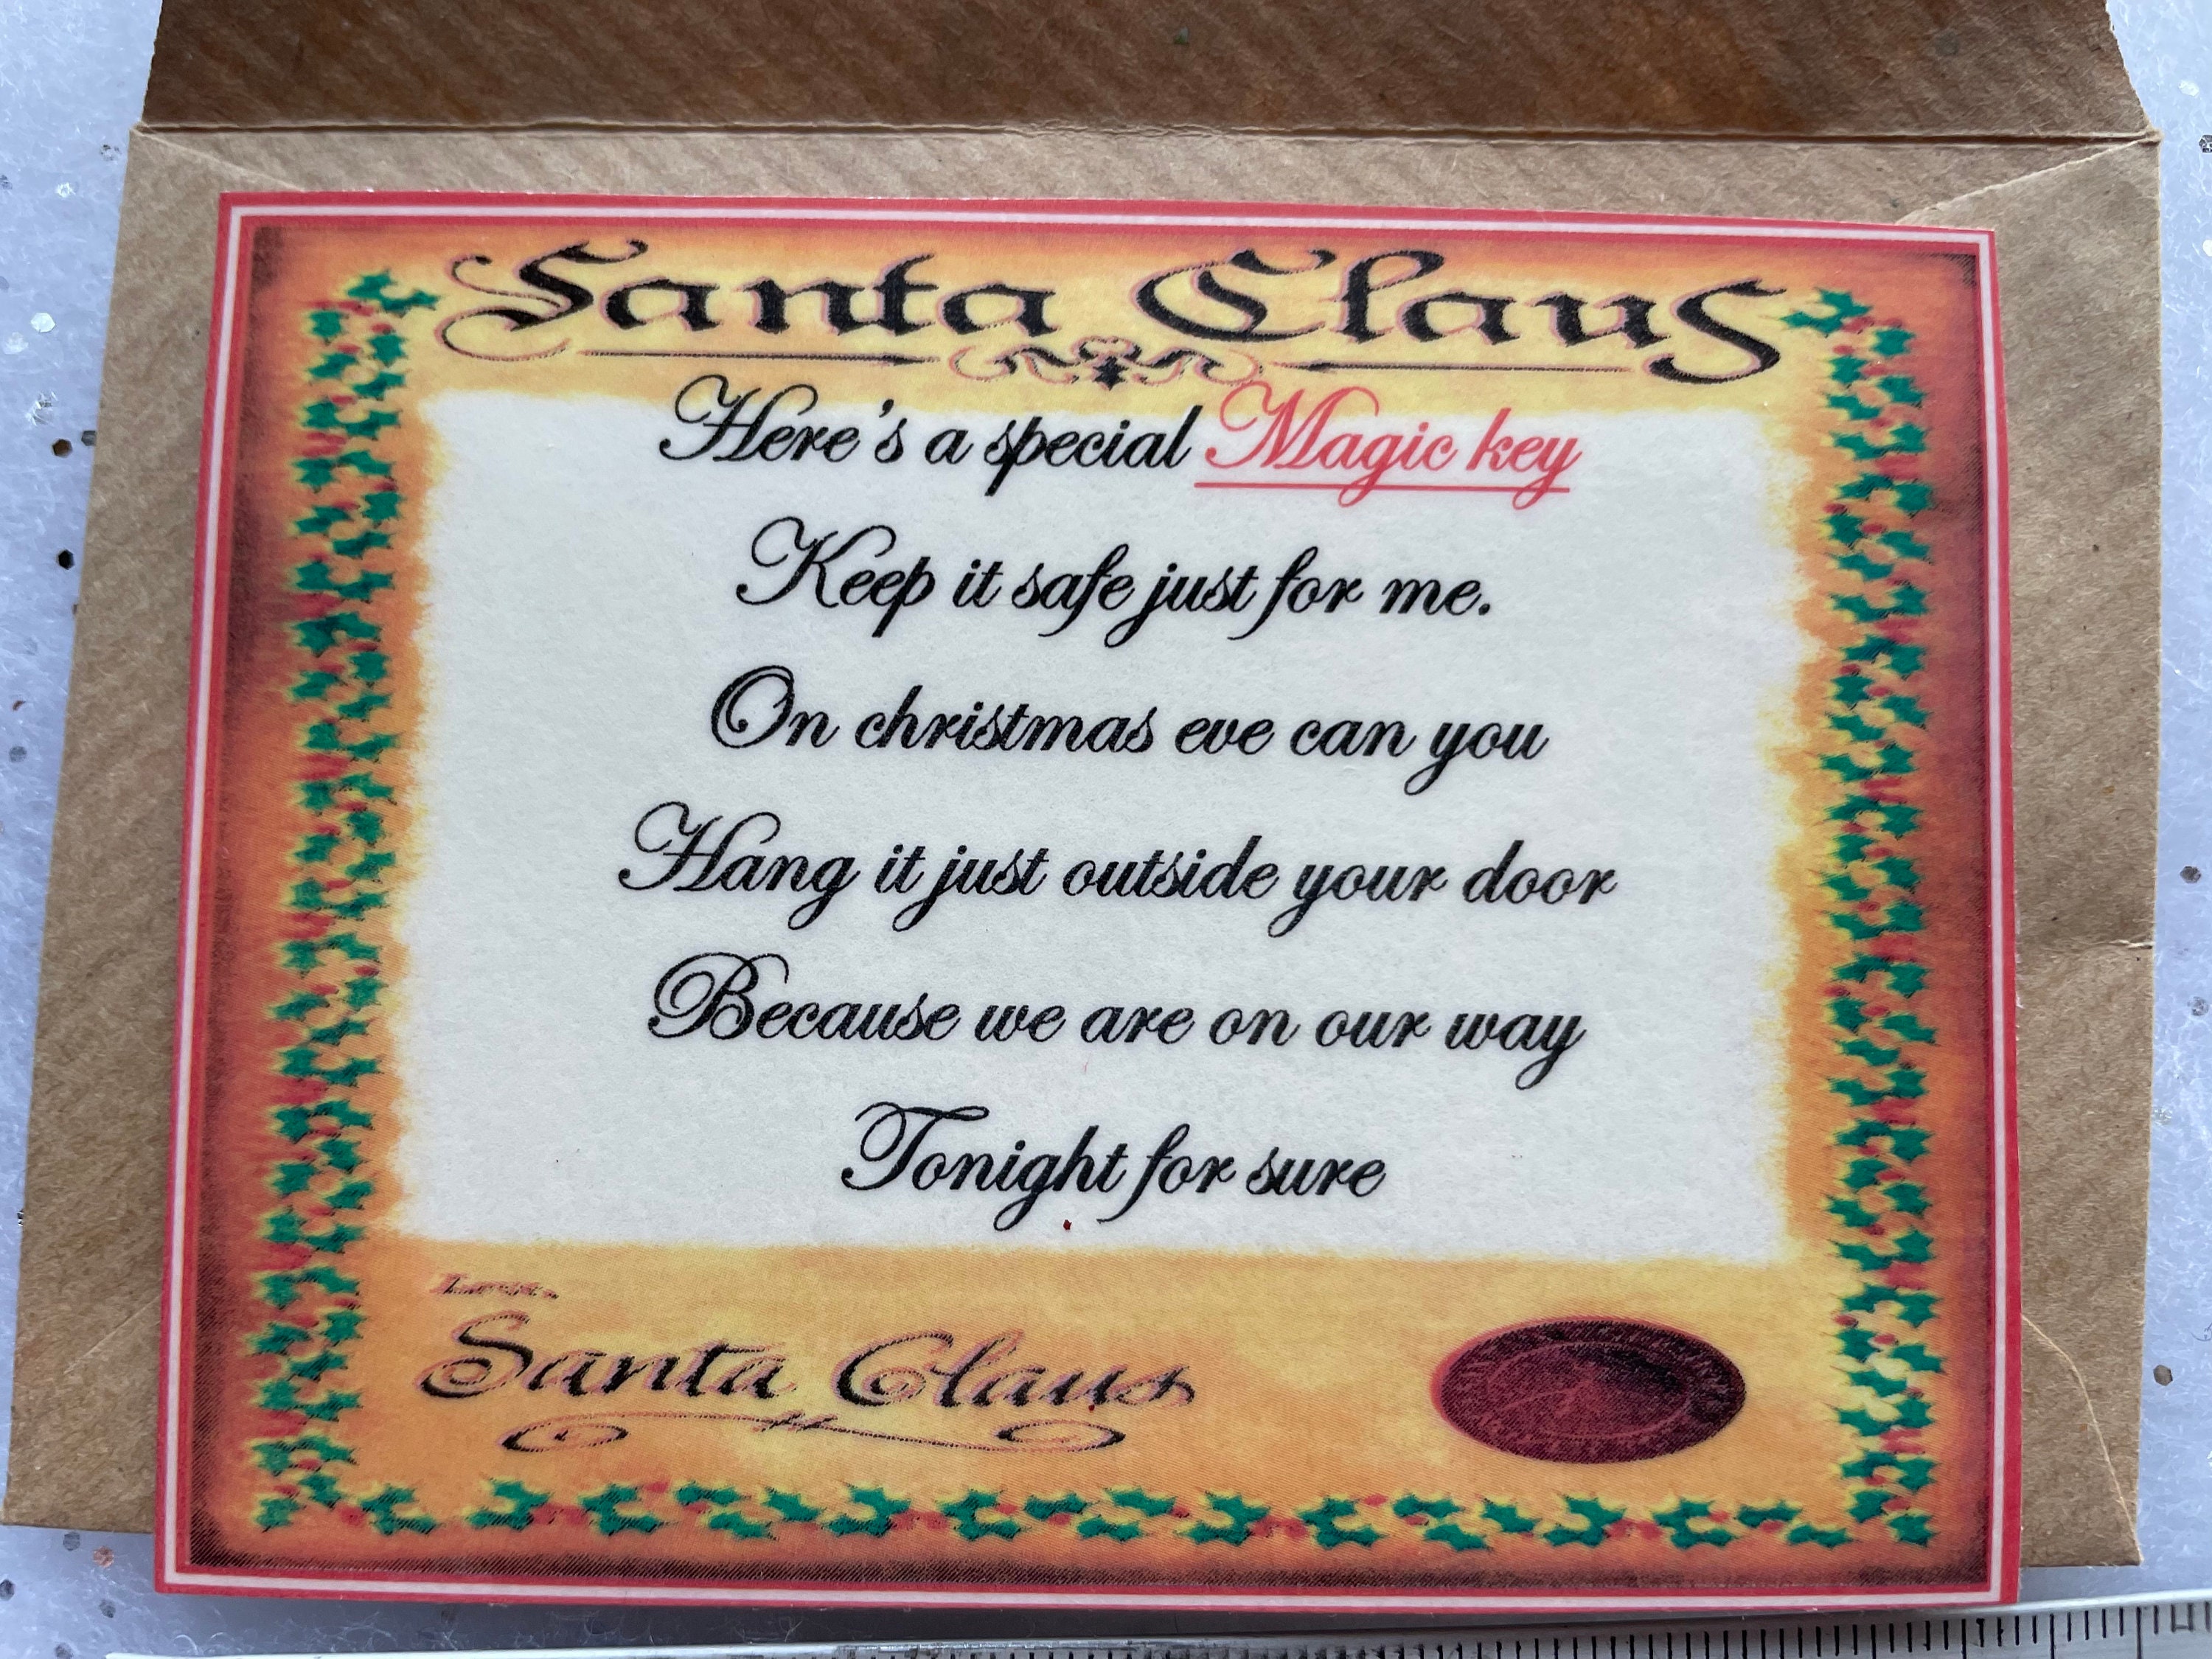 Santa Claus
Here's a special Magic key
Keep it safe just for me.
On christmas eve can you
Hang it just outside your door
Because we are on our way
Tonight for sure
Santa Claus